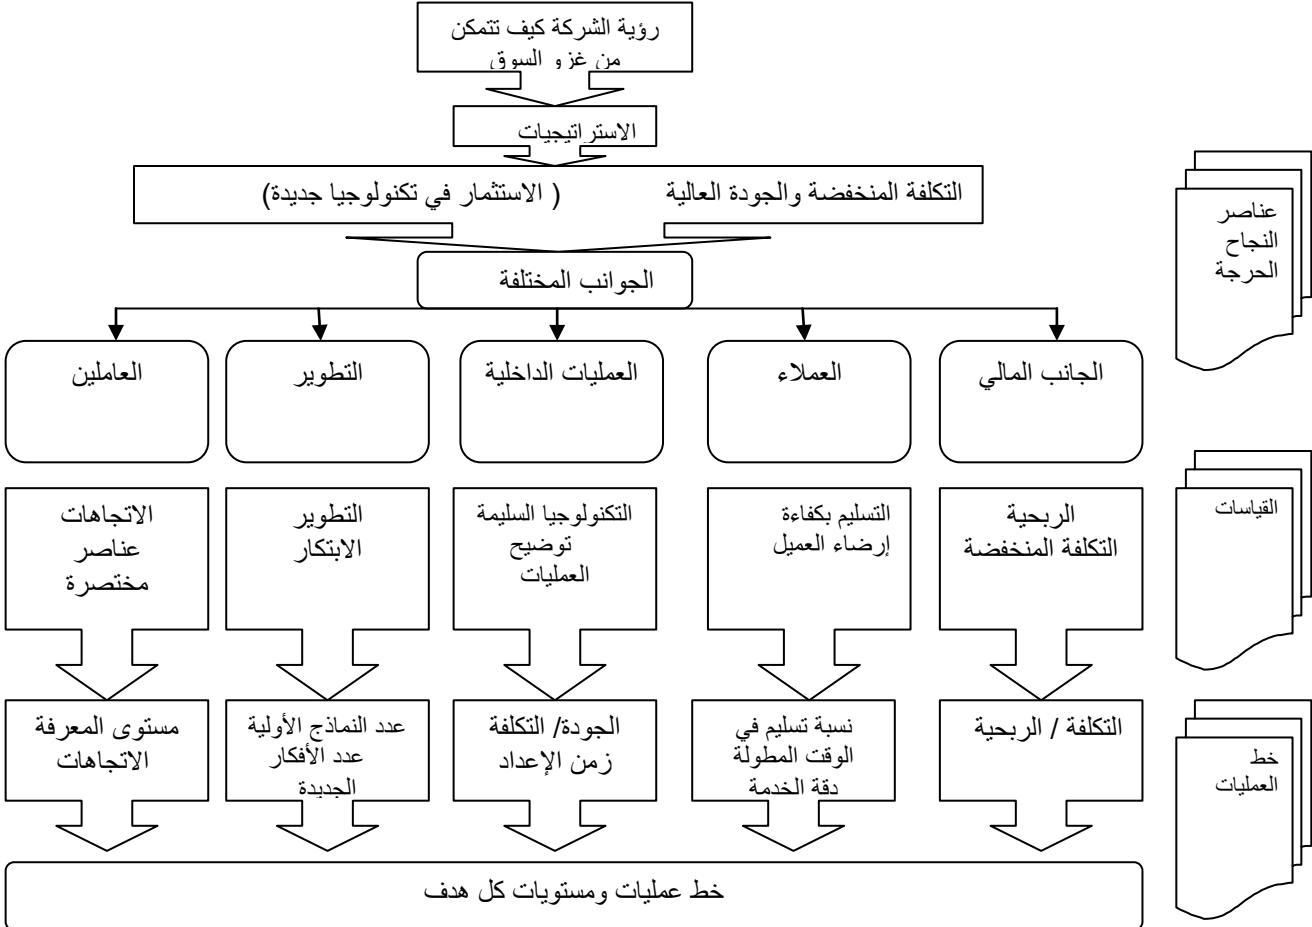 رؤية الشركة كيف تتمكن
من غزو السوق
الاستراتيجيات
التكلفة المنخفضة والجودة العالية ( الاستثمار في تكنولوجيا جديدة)
الجوانب المختلفة
الجانب المالي
العملاء
العمليات الداخلية
التطوير
العاملين
عناصر
النجاح
الحرجة
الربحية
التكلفة المنخفضة
التسليم بكفاءة
إرضاء العميل
التكنولوجيا السليمة
توضيح
العمليات
التطوير
الابتكار
الاتجاهات
عناصر
مختصرة
القياسات
التكلفة / الربحية
نسبة تسليم في
الوقت المطولة
دقة الخدمة
الجودة/ التكلفة
زمن الإعداد
عدد النماذج الأولية
عدد الأفكار
الجديدة
مستوى المعرفة
الاتجاهات
خط
العمليات
خط عمليات ومستويات كل هدف